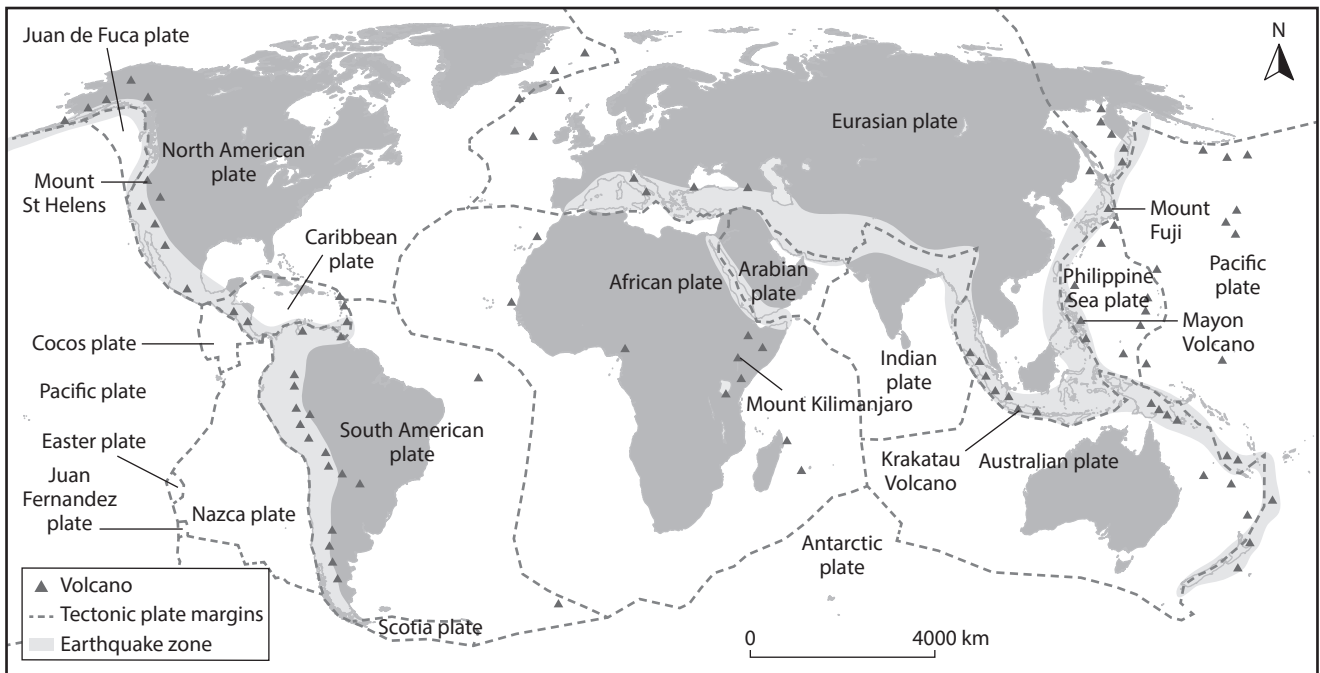 Juan de Fuca plate
N
Eurasian plate
North American
plate
Mount
St Helens
Mount
Fuji
Caribbean
plate
African plate
Arabian
plate
Philippine
Sea plate
Pacific
plate
Cocos plate
Mayon
Volcano
Indian
plate
Pacific plate
Mount Kilimanjaro
Easter plate
South American
plate
Krakatau
Volcano
Australian plate
Juan
Fernandez
plate
Nazca plate
Antarctic
plate
Volcano
Tectonic plate margins
Earthquake zone
Scotia plate
0
4000 km